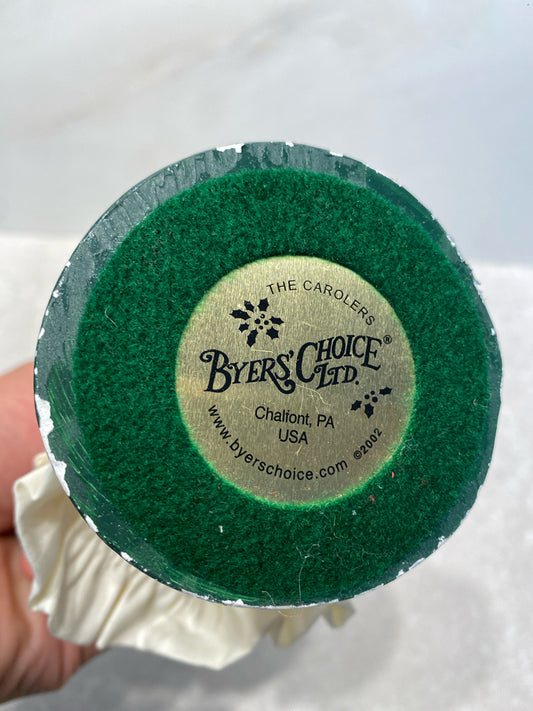 THE CAROLERS
BYERS' CHOICE®
LTD.
Chalfont, PA
USA
www.byerschoice.com ©2002